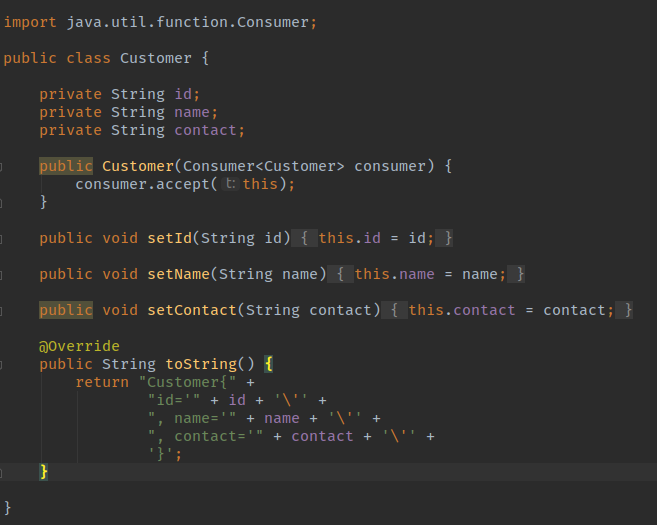 import java.util.function.Consumer;
public class Customer {
private String id;
private String name;
private String contact;
public Customer(Consumer<Customer> consumer) {
consumer.accept( t: this);
}
public void setId(String id) { this.id = id; }
public void setName(String name) { this.name = name; }
public void setContact(String contact) { this.contact = contact; }
@Override
public String toString() {
return "Customer{" +
"id='" + id + '\'' +
", name='" + name + '\'' +
", contact='" + contact + '\'' +
'}';
}
}